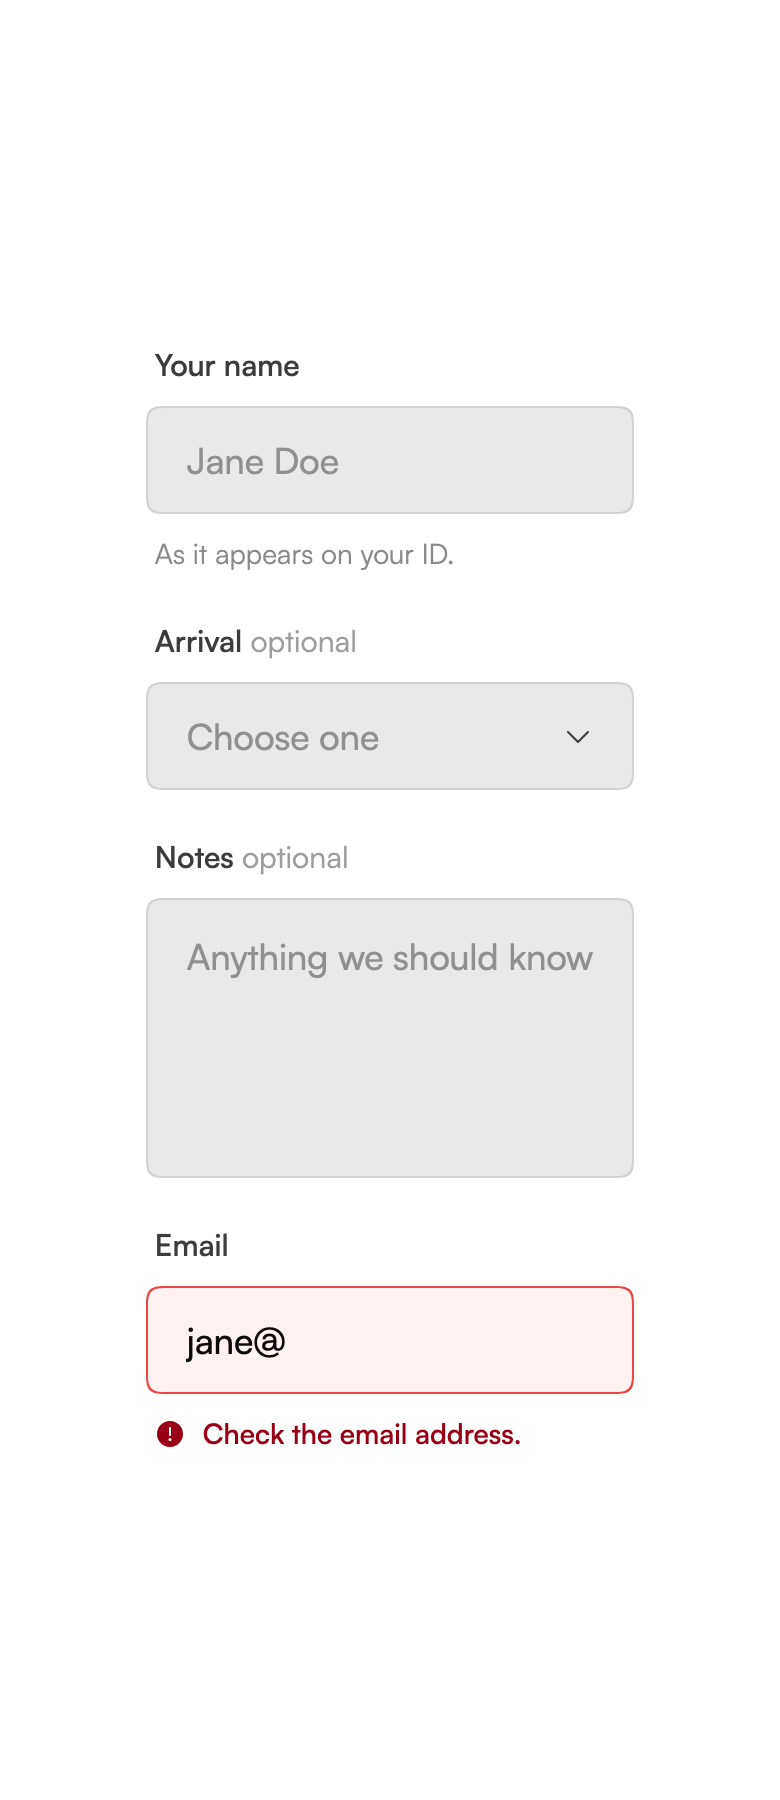 Your name
Jane Doe
As it appears on your ID.
Arrival optional
Choose one
Notes optional
Anything we should know
Email
jane@
Check the email address.